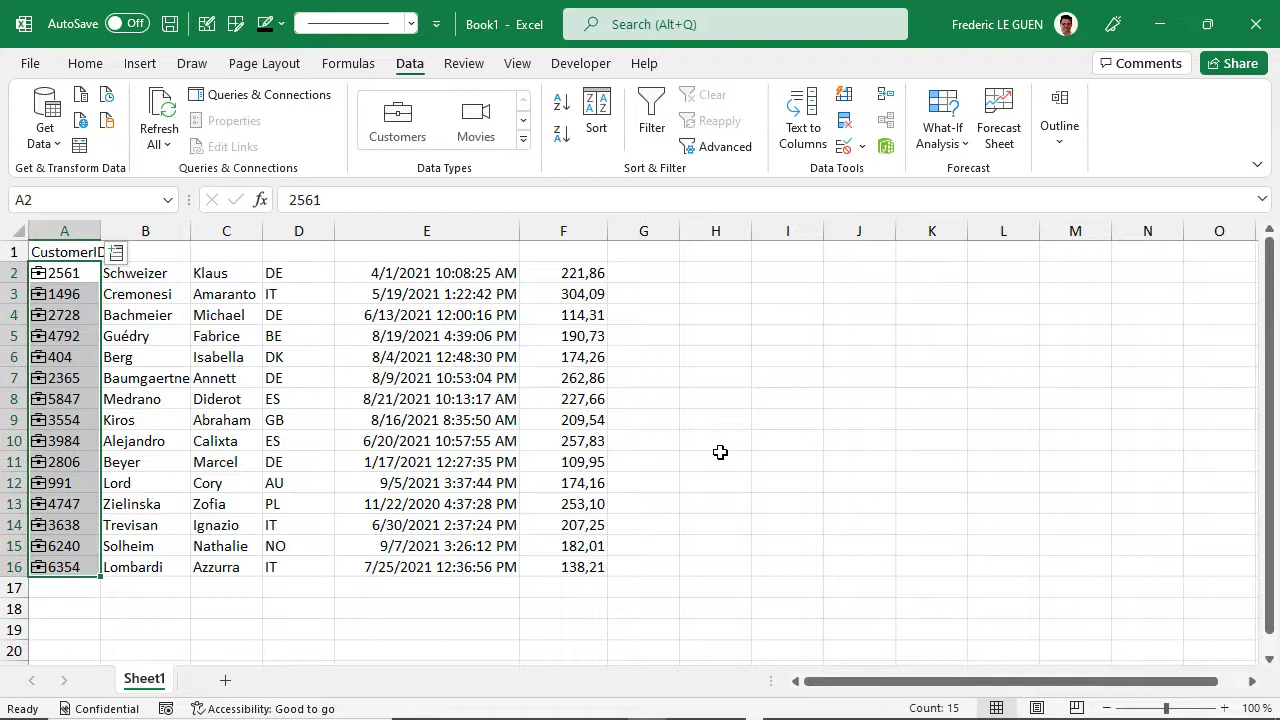 AutoSave Off Book1 - Excel Search (Alt+Q) Frederic LE GUEN
File Home Insert Draw Page Layout Formulas Data Review View Developer Help Comments Share
Get Data Refresh All Queries & Connections Properties Edit Links Customers Movies Sort Filter Clear Reapply Advanced Text to Columns What-If Analysis Forecast Sheet Outline
Get & Transform Data Queries & Connections Data Types Sort & Filter Data Tools Forecast
A2 fx 2561
A B C D E F G H I J K L M N O
1 CustomerID
2 2561 Schweizer Klaus DE 4/1/2021 10:08:25 AM 221,86
3 1496 Cremonesi Amaranto IT 5/19/2021 1:22:42 PM 304,09
4 2728 Bachmeier Michael DE 6/13/2021 12:00:16 PM 114,31
5 4792 Guédry Fabrice BE 8/19/2021 4:39:06 PM 190,73
6 404 Berg Isabella DK 8/4/2021 12:48:30 PM 174,26
7 2365 Baumgaertne Annett DE 8/9/2021 10:53:04 PM 262,86
8 5847 Medrano Diderot ES 8/21/2021 10:13:17 AM 227,66
9 3554 Kiros Abraham GB 8/16/2021 8:35:50 AM 209,54
10 3984 Alejandro Calixta ES 6/20/2021 10:57:55 AM 257,83
11 2806 Beyer Marcel DE 1/17/2021 12:27:35 PM 109,95
12 991 Lord Cory AU 9/5/2021 3:37:44 PM 174,16
13 4747 Zielinska Zofia PL 11/22/2020 4:37:28 PM 253,10
14 3638 Trevisan Ignazio IT 6/30/2021 2:37:24 PM 207,25
15 6240 Solheim Nathalie NO 9/7/2021 3:26:12 PM 182,01
16 6354 Lombardi Azzurra IT 7/25/2021 12:36:56 PM 138,21
17
18
19
20
Sheet1
Ready Confidential Accessibility: Good to go Count: 15 100 %